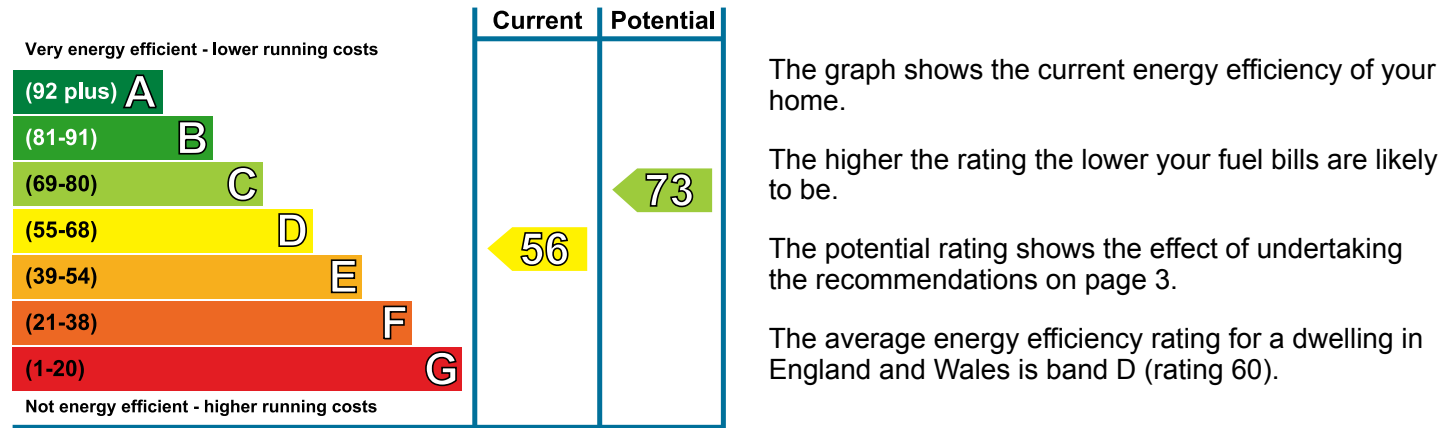 Current Potential
Very energy efficient - lower running costs
(92 plus) A
(81-91) B
(69-80) C
73
(55-68) D
56
(39-54) E
(21-38) F
(1-20) G
Not energy efficient - higher running costs
The graph shows the current energy efficiency of your
home.
The higher the rating the lower your fuel bills are likely
to be.
The potential rating shows the effect of undertaking
the recommendations on page 3.
The average energy efficiency rating for a dwelling in
England and Wales is band D (rating 60).